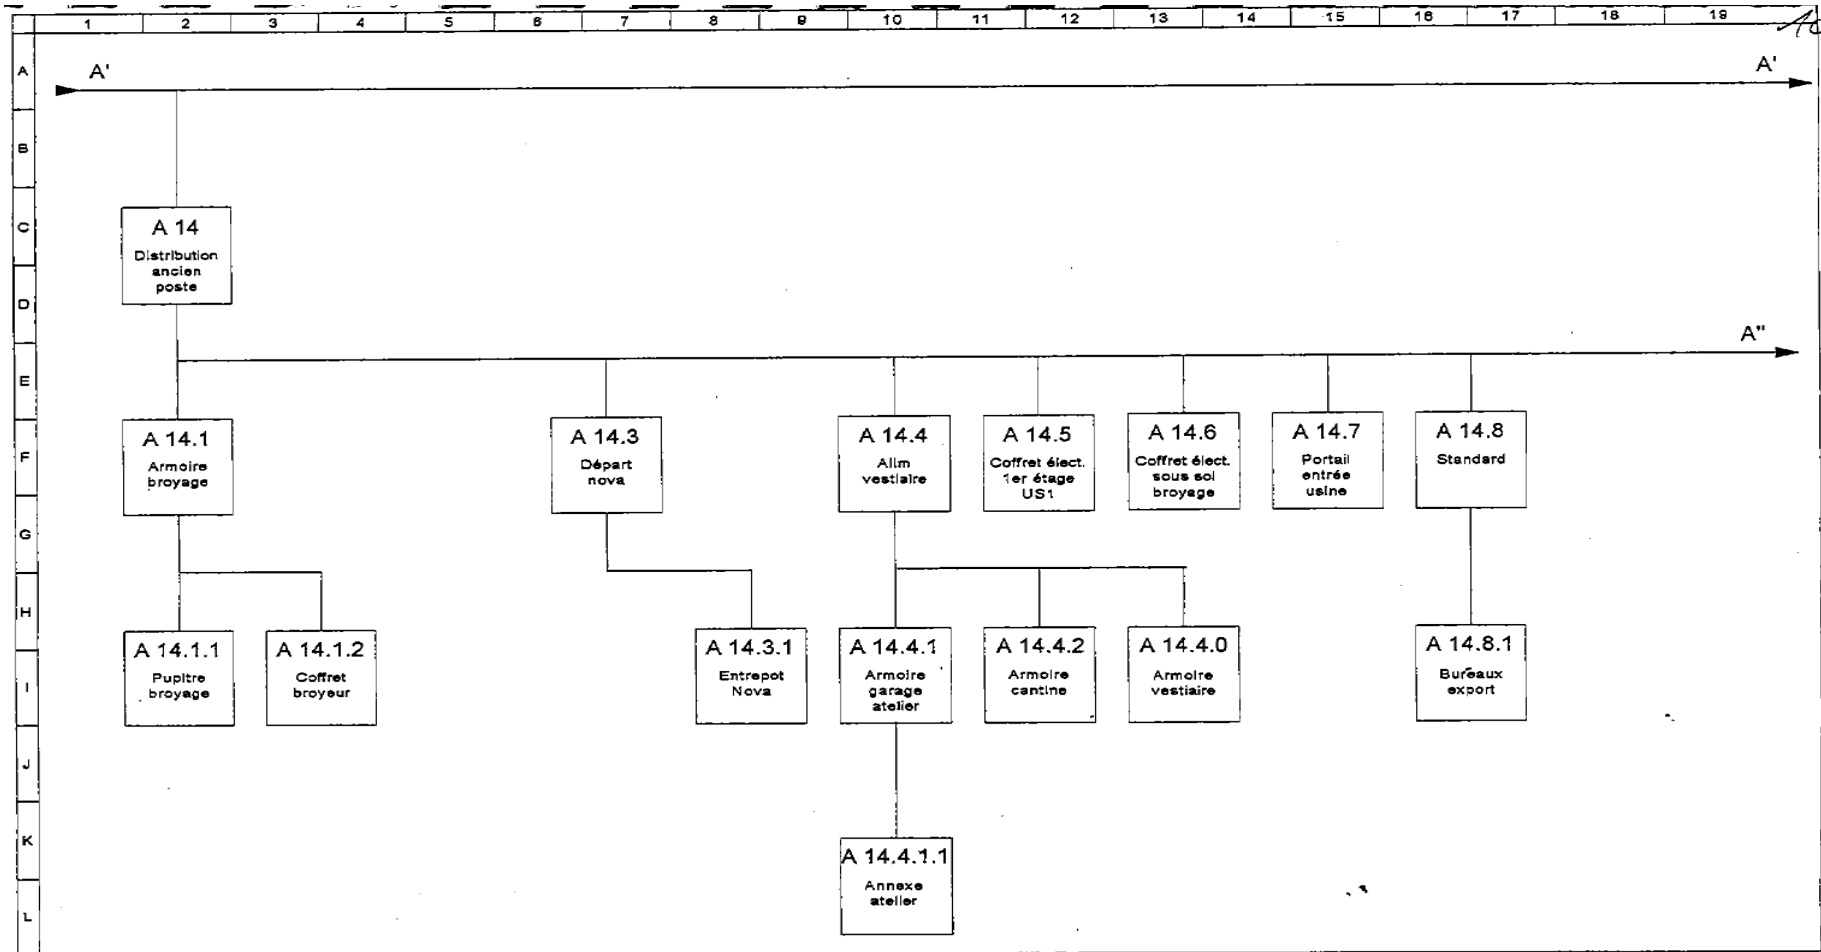 1 2 3 4 5 6 7 8 9 10 11 12 13 14 15 16 17 18 19
A
A'
A'
B
C
A 14
Distribution
ancien
poste
D
A"
E
F
A 14.1
Armoire
broyage
A 14.3
Départ
nova
A 14.4
Alim
vestiaire
A 14.5
Coffret élect.
1er étage
US1
A 14.6
Coffret élect.
sous sol
broyage
A 14.7
Portail
entrée
usine
A 14.8
Standard
G
H
I
A 14.1.1
Pupitre
broyage
A 14.1.2
Coffret
broyeur
A 14.3.1
Entrepot
Nova
A 14.4.1
Armoire
garage
atelier
A 14.4.2
Armoire
cantine
A 14.4.0
Armoire
vestiaire
A 14.8.1
Bureaux
export
J
K
A 14.4.1.1
Annexe
atelier
L